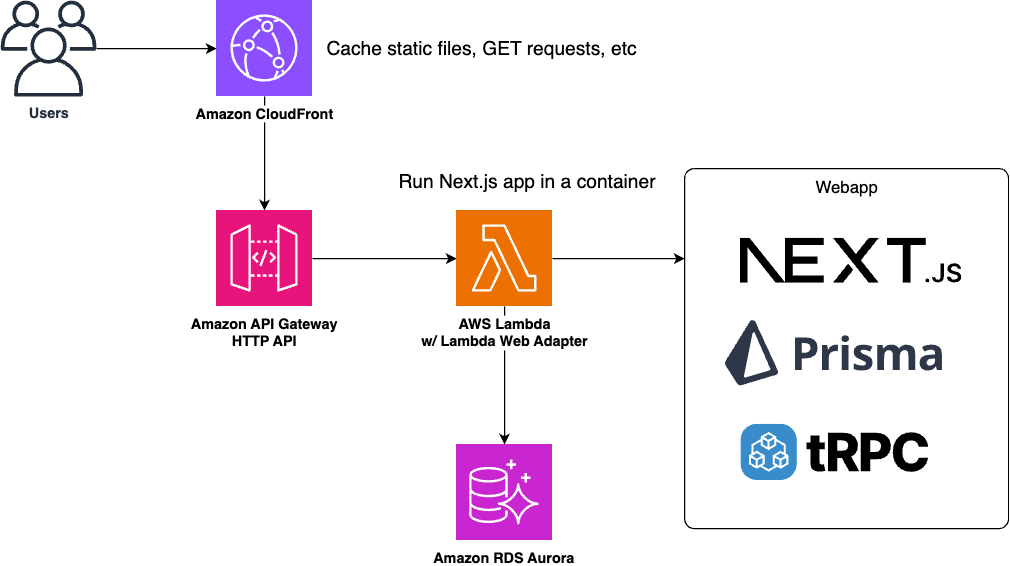 Users
Cache static files, GET requests, etc
Amazon CloudFront
Run Next.js app in a container
Webapp
NEXT.JS
</>
Amazon API Gateway
HTTP API
AWS Lambda
w/ Lambda Web Adapter
Prisma
tRPC
Amazon RDS Aurora